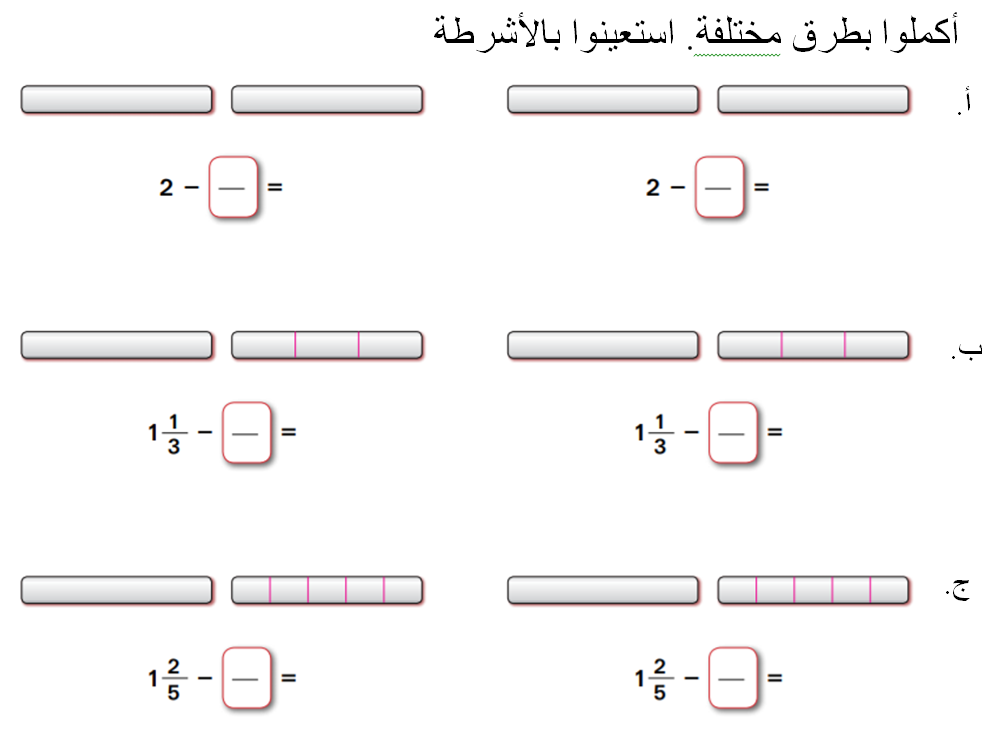 أكملوا بطرق مختلفة. استعينوا بالأشرطة
أ.
2 − — =
2 − — =
ب.
1 1/3 − — =
1 1/3 − — =
ج.
1 2/5 − — =
1 2/5 − — =